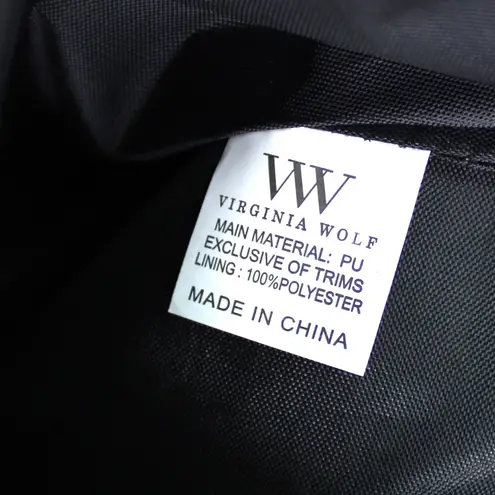 VW
VIRGINIA WOLF
MAIN MATERIAL: PU
EXCLUSIVE OF TRIMS
LINING : 100%POLYESTER
MADE IN CHINA